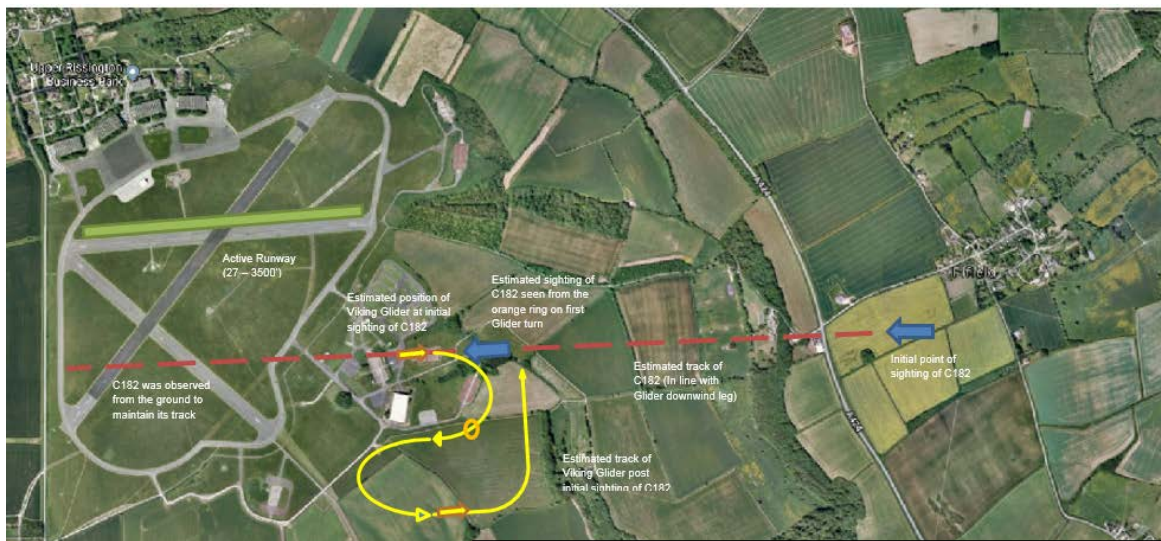 Upper Rissington
Business Park
Active Runway
(27 – 3500')
Estimated position of
Viking Glider at initial
sighting of C182
Estimated sighting of
C182 seen from the
orange ring on first
Glider turn
Fifield
C182 was observed
from the ground to
maintain its track
Estimated track of
C182 (In line with
Glider downwind leg)
Initial point of
sighting of C182
Estimated track of
Viking Glider post
initial sighting of C182
A424